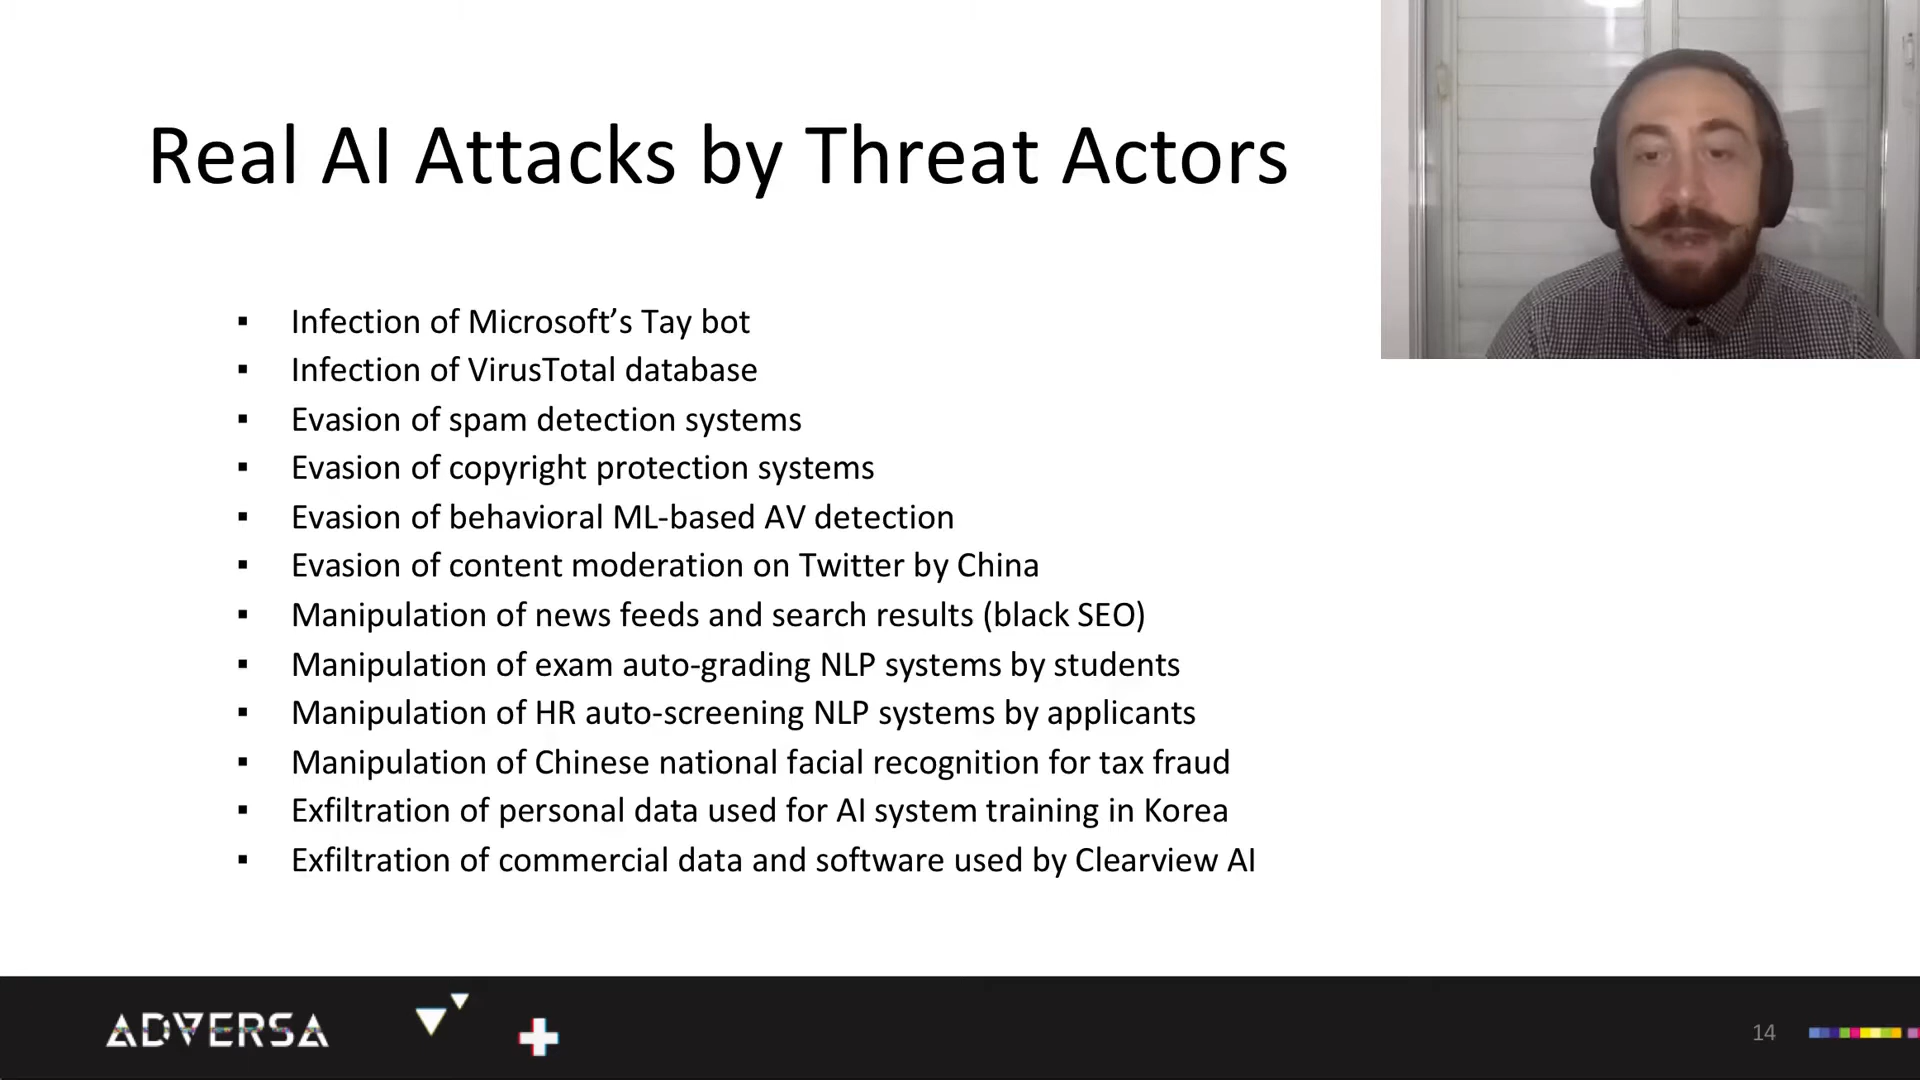 Real AI Attacks by Threat Actors
▪ Infection of Microsoft’s Tay bot
▪ Infection of VirusTotal database
▪ Evasion of spam detection systems
▪ Evasion of copyright protection systems
▪ Evasion of behavioral ML-based AV detection
▪ Evasion of content moderation on Twitter by China
▪ Manipulation of news feeds and search results (black SEO)
▪ Manipulation of exam auto-grading NLP systems by students
▪ Manipulation of HR auto-screening NLP systems by applicants
▪ Manipulation of Chinese national facial recognition for tax fraud
▪ Exfiltration of personal data used for AI system training in Korea
▪ Exfiltration of commercial data and software used by Clearview AI
ADVERSA
14